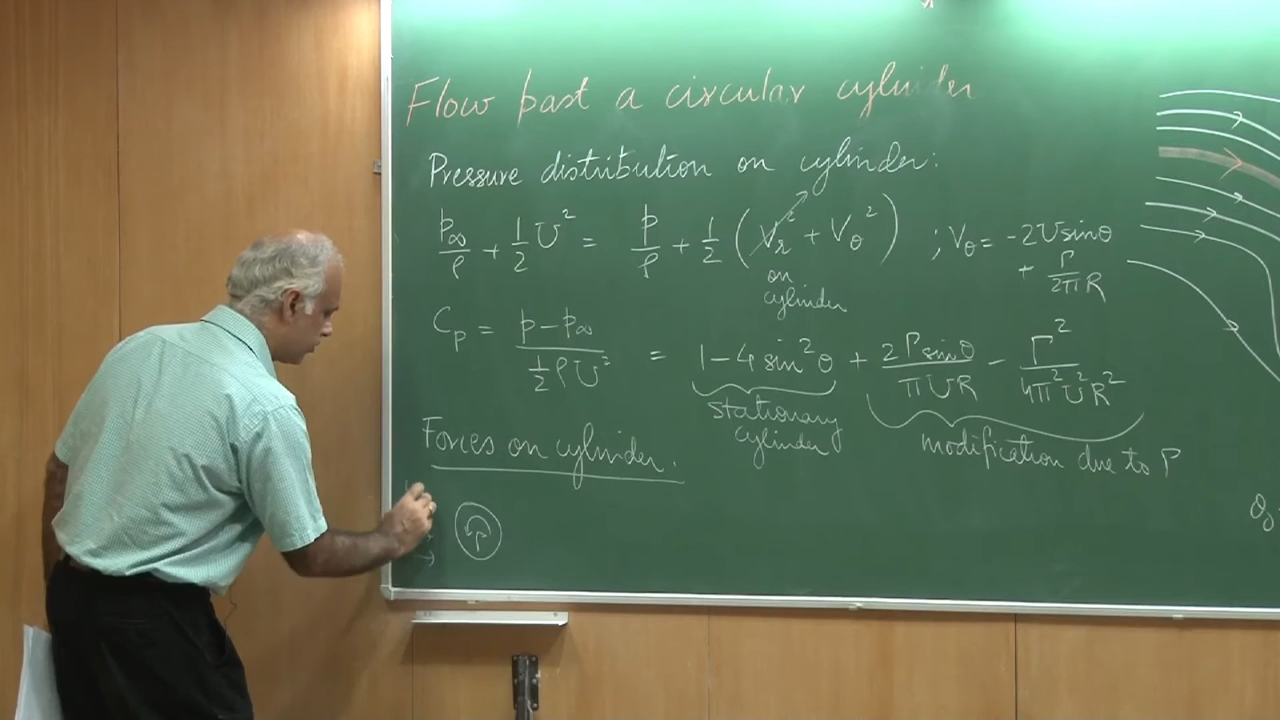 Flow past a circular cylinder
Pressure distribution on cylinder:
p∞/ρ + 1/2 U² = p/ρ + 1/2 (Vr² + Vθ²) ; Vθ = -2U sinθ + Γ/2πR
on
cylinder
Cp = (p - p∞)/(1/2 ρU²) = 1 - 4 sin²θ + 2Γsinθ/πUR - Γ²/4π²U²R²
stationary
cylinder
modification due to Γ
Forces on cylinder.
Γ